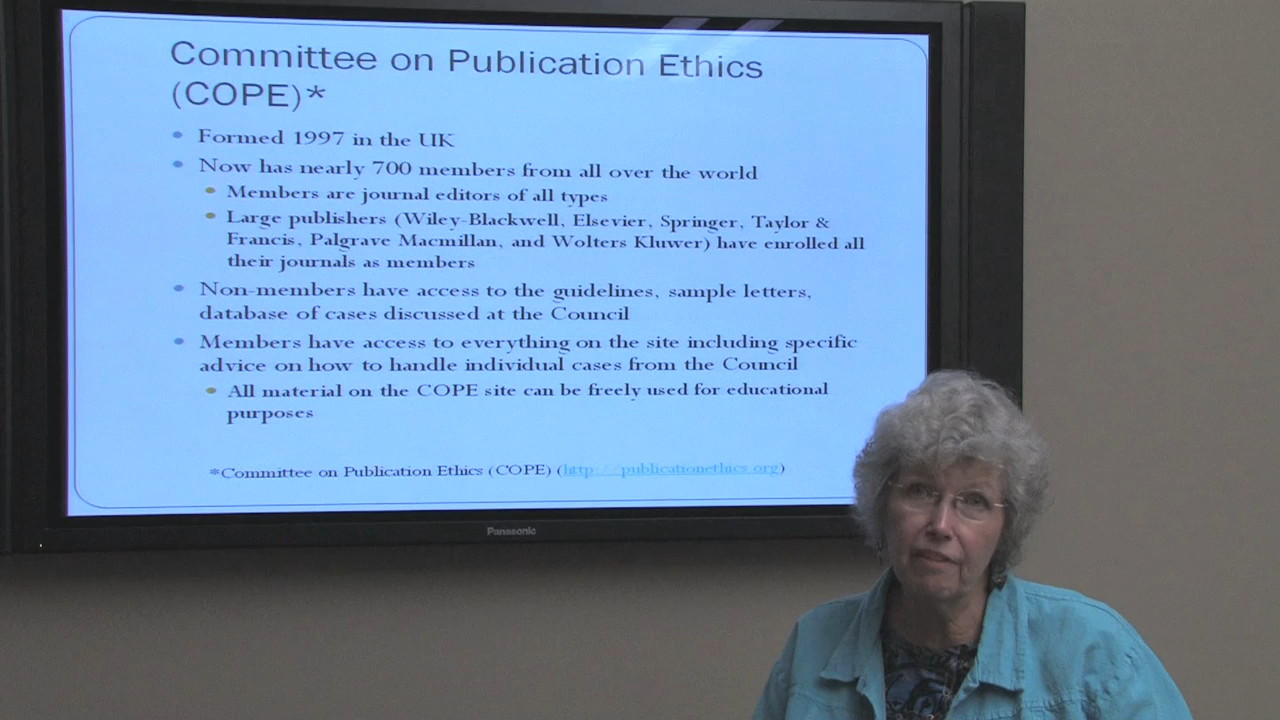 Committee on Publication Ethics
(COPE)*
• Formed 1997 in the UK
• Now has nearly 700 members from all over the world
• Members are journal editors of all types
• Large publishers (Wiley-Blackwell, Elsevier, Springer, Taylor &
Francis, Palgrave Macmillan, and Wolters Kluwer) have enrolled all
their journals as members
• Non-members have access to the guidelines, sample letters,
database of cases discussed at the Council
• Members have access to everything on the site including specific
advice on how to handle individual cases from the Council
• All material on the COPE site can be freely used for educational
purposes
*Committee on Publication Ethics (COPE) (http://publicationethics.org)
Panasonic